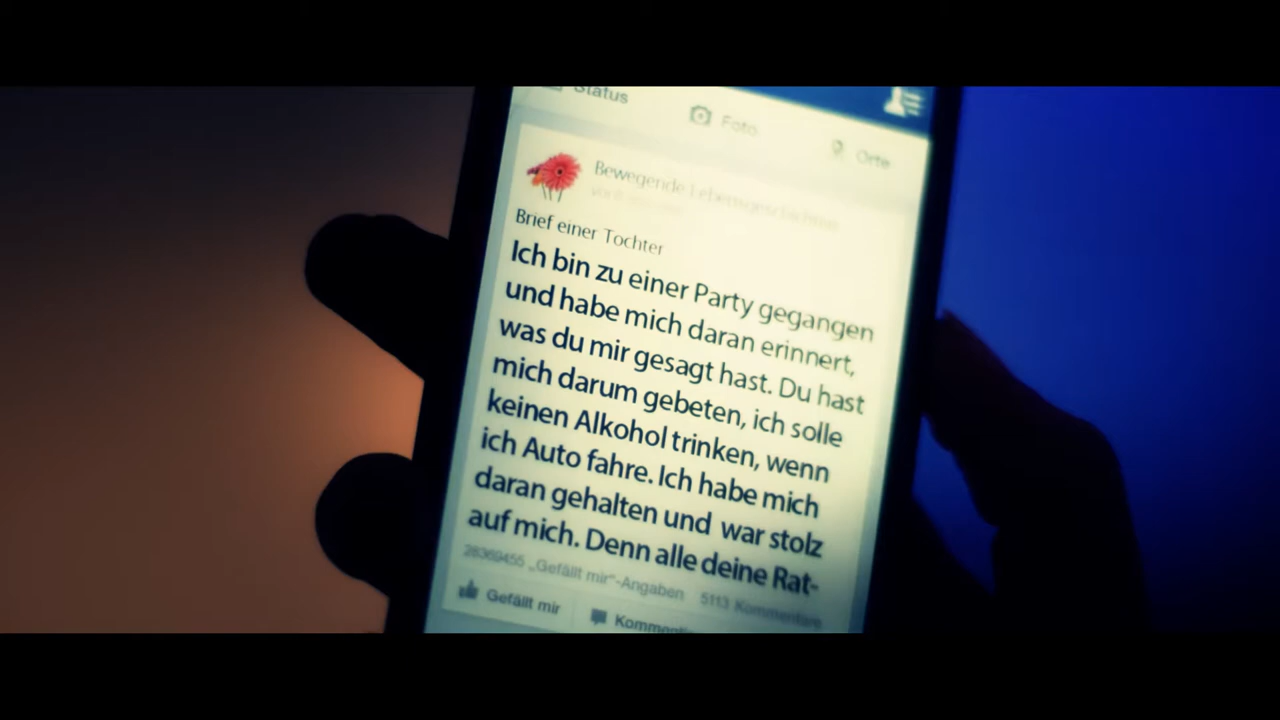 Status
Foto
Orte
Bewegende Lebensgeschichten
Brief einer Tochter
Ich bin zu einer Party gegangen
und habe mich daran erinnert,
was du mir gesagt hast. Du hast
mich darum gebeten, ich solle
keinen Alkohol trinken, wenn
ich Auto fahre. Ich habe mich
daran gehalten und war stolz
auf mich. Denn alle deine Rat-
28369455 „Gefällt mir"-Angaben 5113 Kommentare
Gefällt mir